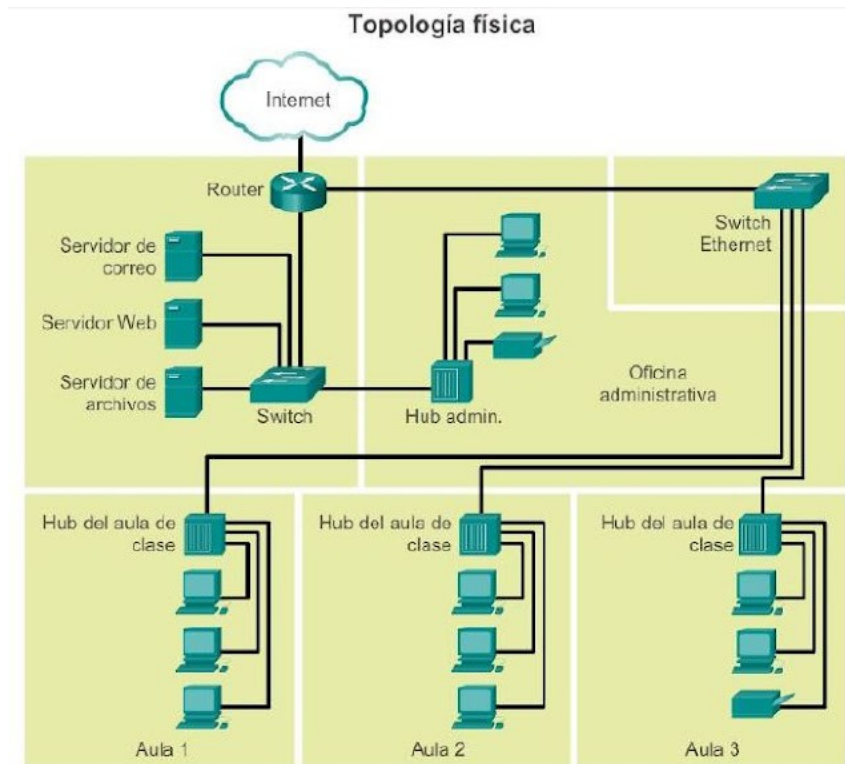 Topología física
Internet
Router
Servidor de
correo
Servidor Web
Servidor de
archivos
Switch
Hub admin.
Switch
Ethernet
Oficina
administrativa
Hub del aula de
clase
Aula 1
Hub del aula de
clase
Aula 2
Hub del aula de
clase
Aula 3